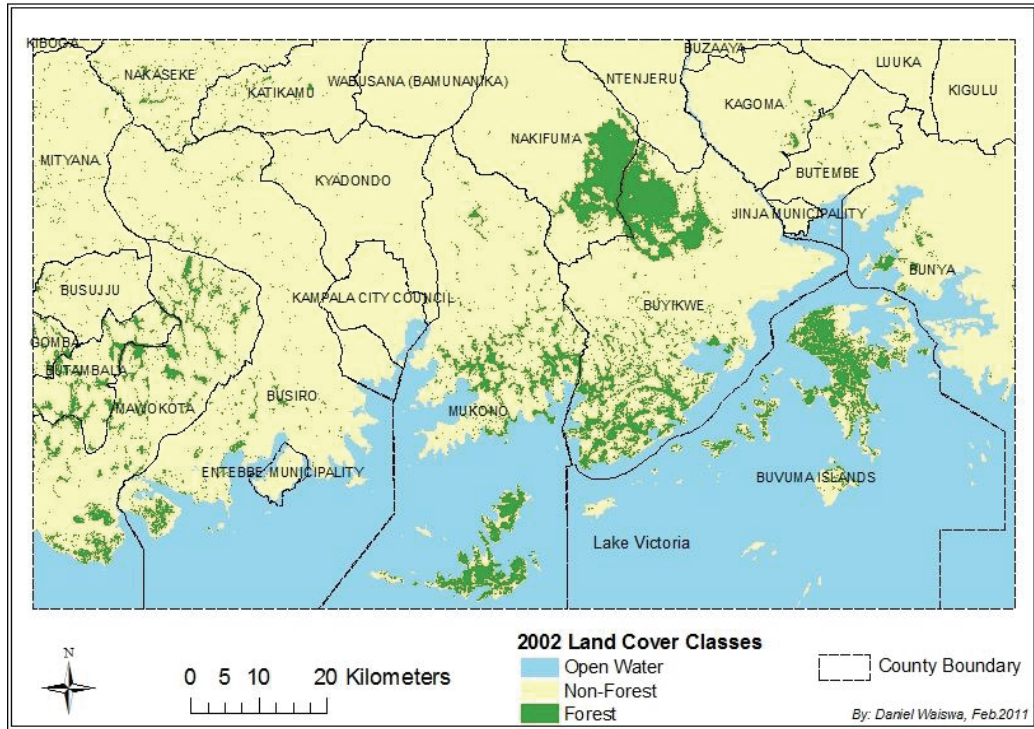 KIBOGA
BUZAAYA
LUUKA
NAKASEKE
KATIKAMU
WABUSANA (BAMUNANIKA)
NTENJERU
KAGOMA
KIGULU
NAKIFUMA
MITYANA
KYADONDO
BUTEMBE
JINJA MUNICIPALITY
BUSUJJU
KAMPALA CITY COUNCIL
BUYIKWE
BUNYA
GOMBA
BUTAMBALA
MAWOKOTA
BUSIRO
MUKONO
ENTEBBE MUNICIPALITY
BUVUMA ISLANDS
Lake Victoria
N
0 5 10 20 Kilometers
2002 Land Cover Classes
Open Water
Non-Forest
Forest
County Boundary
By: Daniel Waiswa, Feb.2011